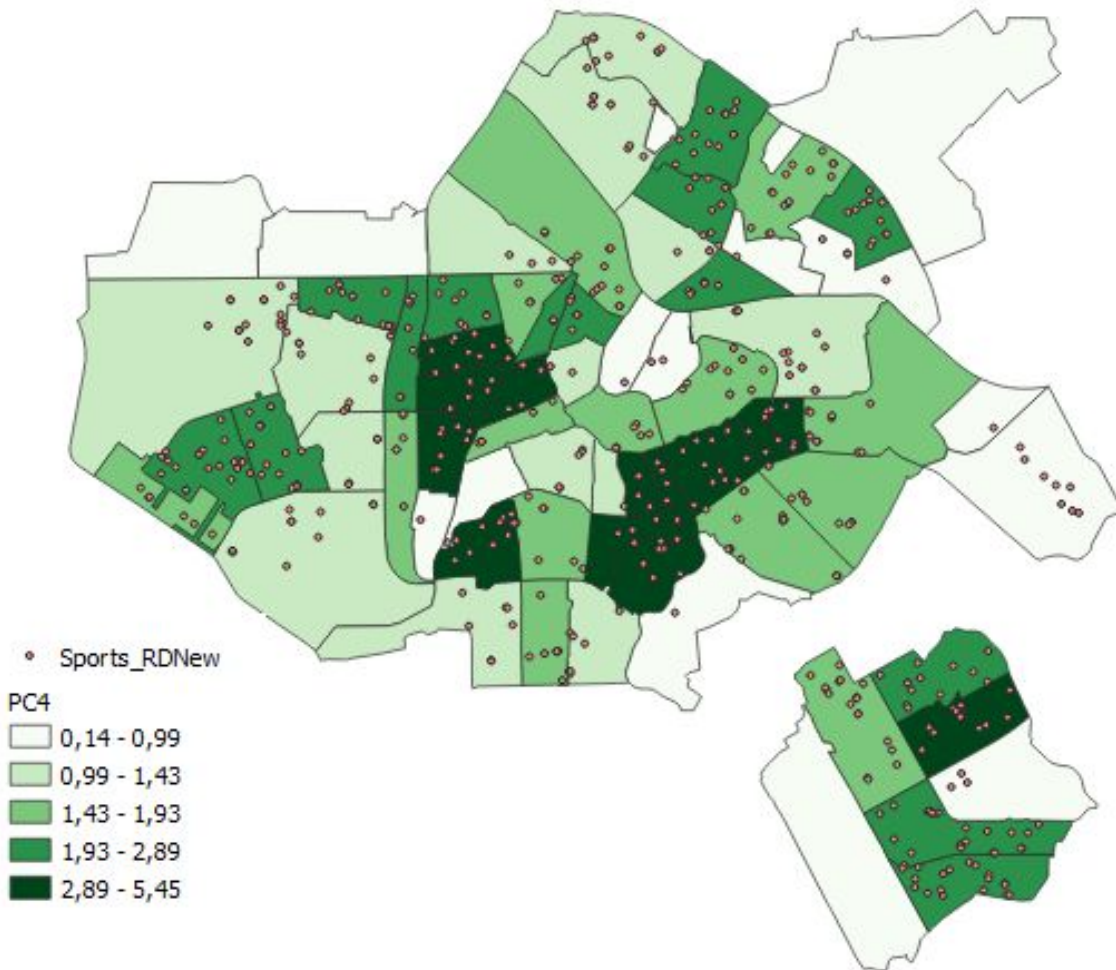 Sports_RDNew
PC4
0,14 - 0,99
0,99 - 1,43
1,43 - 1,93
1,93 - 2,89
2,89 - 5,45